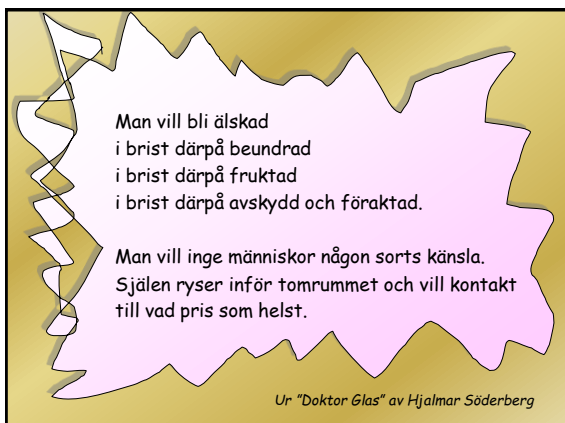 Man vill bli älskad
i brist därpå beundrad
i brist därpå fruktad
i brist därpå avskydd och föraktad.
Man vill inge människor någon sorts känsla.
Själen ryser inför tomrummet och vill kontakt
till vad pris som helst.
Ur ”Doktor Glas” av Hjalmar Söderberg